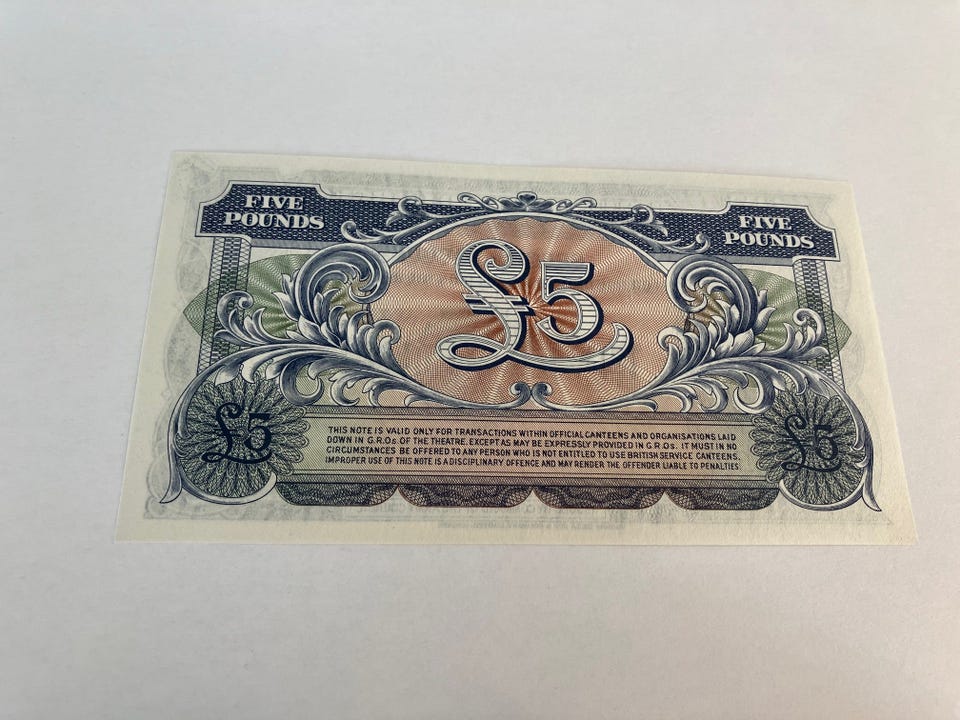 FIVE
POUNDS
FIVE
POUNDS
£5
£5
THIS NOTE IS VALID ONLY FOR TRANSACTIONS WITHIN OFFICIAL CANTEENS AND ORGANISATIONS LAID
DOWN IN G.R.Os. OF THE THEATRE. EXCEPT AS MAY BE EXPRESSLY PROVIDED IN G.R Os. IT MUST IN NO
CIRCUMSTANCES BE OFFERED TO ANY PERSON WHO IS NOT ENTITLED TO USE BRITISH SERVICE CANTEENS.
IMPROPER USE OF THIS NOTE IS A DISCIPLINARY OFFENCE AND MAY RENDER THE OFFENDER LIABLE TO PENALTIES.
£5